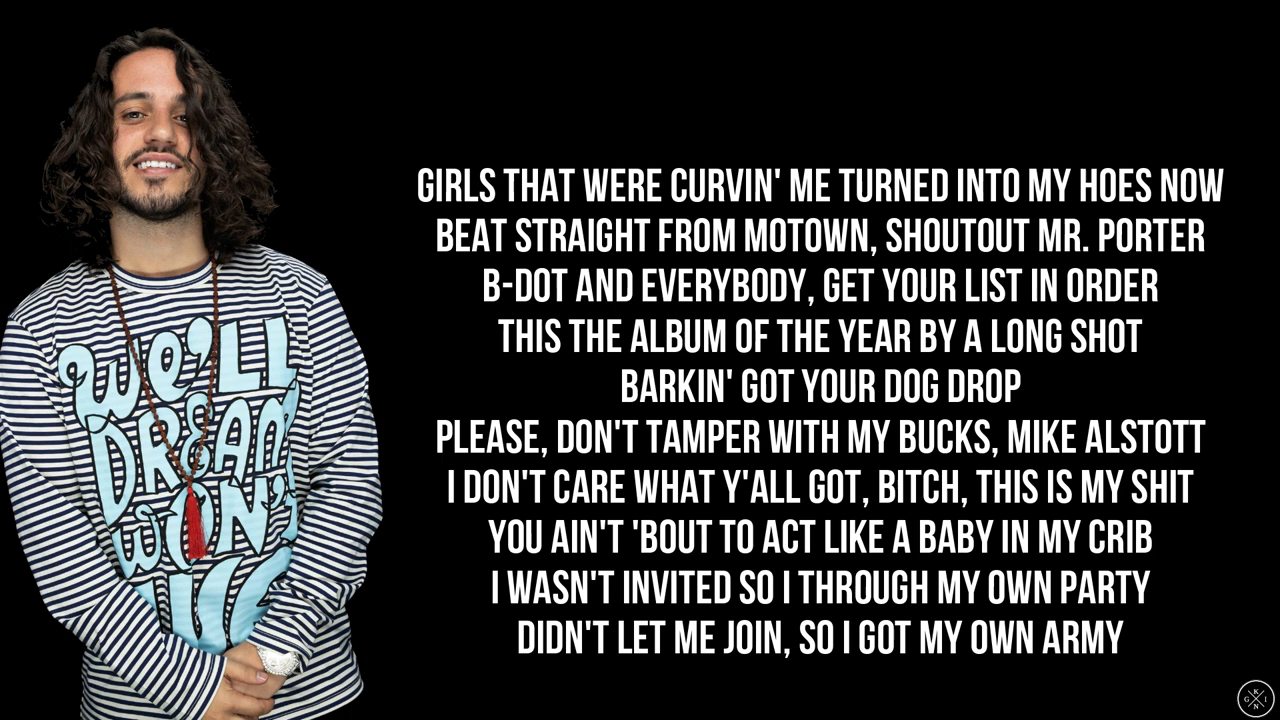 GIRLS THAT WERE CURVIN' ME TURNED INTO MY HOES NOW
BEAT STRAIGHT FROM MOTOWN, SHOUTOUT MR. PORTER
B-DOT AND EVERYBODY, GET YOUR LIST IN ORDER
THIS THE ALBUM OF THE YEAR BY A LONG SHOT
BARKIN' GOT YOUR DOG DROP
PLEASE, DON'T TAMPER WITH MY BUCKS, MIKE ALSTOTT
I DON'T CARE WHAT Y'ALL GOT, BITCH, THIS IS MY SHIT
YOU AIN'T 'BOUT TO ACT LIKE A BABY IN MY CRIB
I WASN'T INVITED SO I THROUGH MY OWN PARTY
DIDN'T LET ME JOIN, SO I GOT MY OWN ARMY
We'LL
DREAM
WON'T
K
G I
N